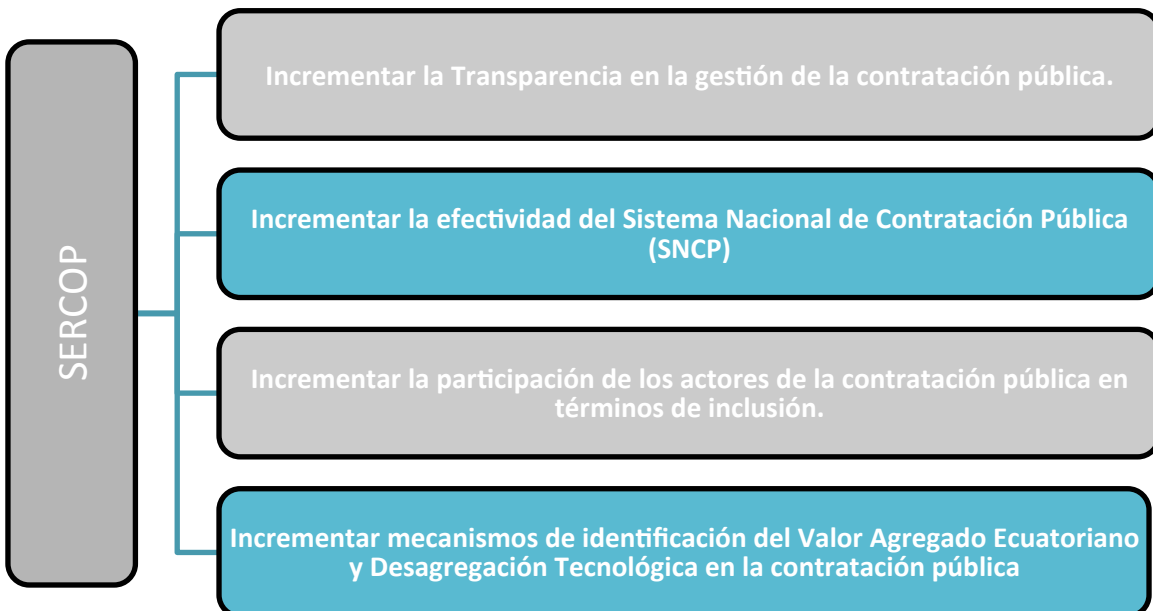 SERCOP
Incrementar la Transparencia en la gestión de la contratación pública.
Incrementar la efectividad del Sistema Nacional de Contratación Pública
(SNCP)
Incrementar la participación de los actores de la contratación pública en
términos de inclusión.
Incrementar mecanismos de identificación del Valor Agregado Ecuatoriano
y Desagregación Tecnológica en la contratación pública